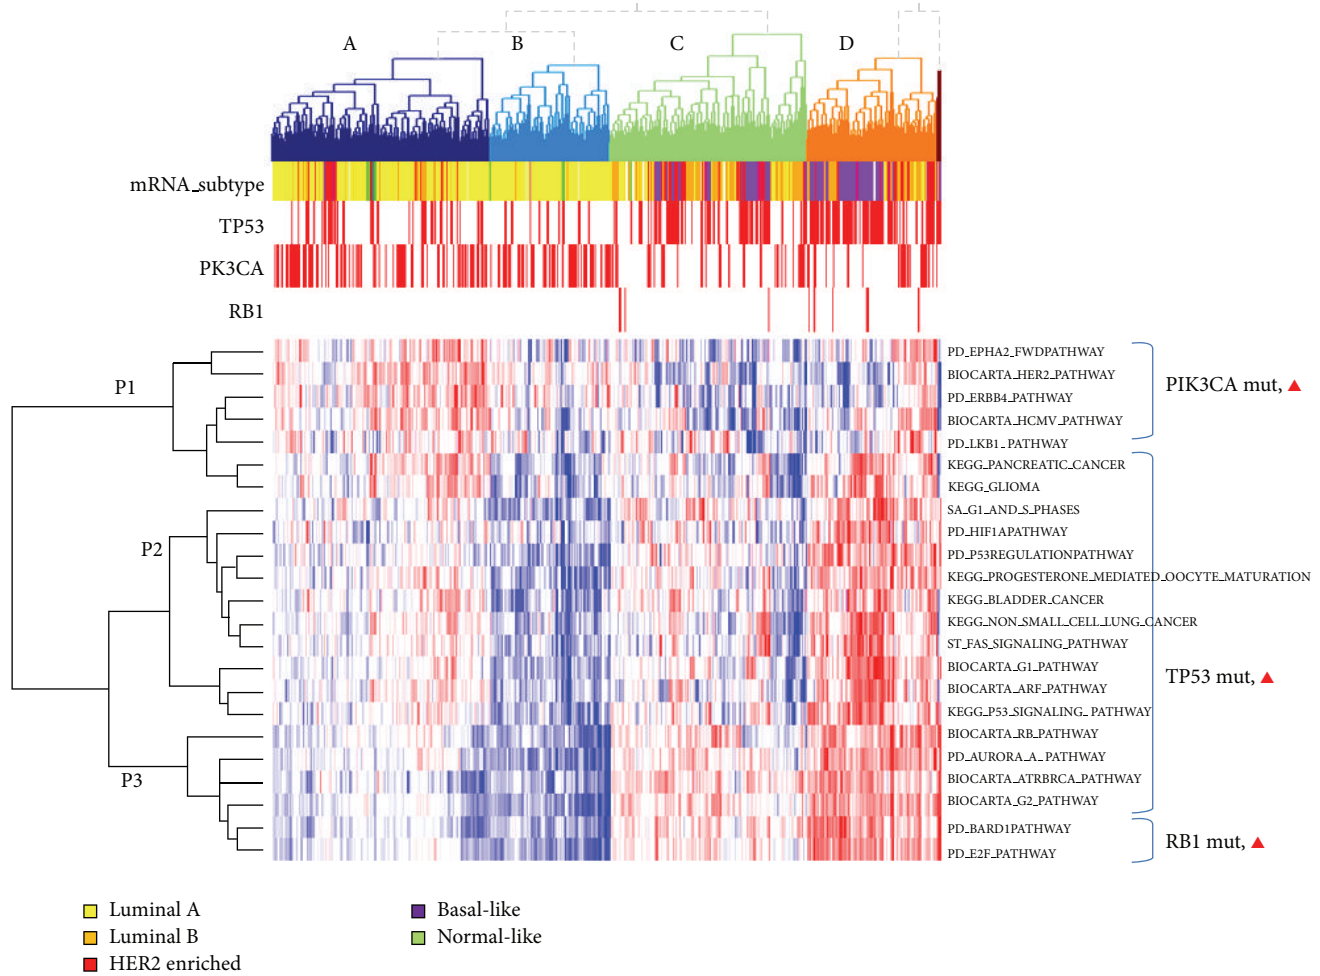 A B C D
mRNA_subtype
TP53
PK3CA
RB1
P1
P2
P3
PD_EPHA2_FWDPATHWAY
BIOCARTA_HER2_PATHWAY
PD_ERBB4_PATHWAY
BIOCARTA_HCMV_PATHWAY
PD_LKB1_PATHWAY
KEGG_PANCREATIC_CANCER
KEGG_GLIOMA
SA_G1_AND_S_PHASES
PD_HIF1APATHWAY
PD_P53REGULATIONPATHWAY
KEGG_PROGESTERONE_MEDIATED_OOCYTE_MATURATION
KEGG_BLADDER_CANCER
KEGG_NON_SMALL_CELL_LUNG_CANCER
ST_FAS_SIGNALING_PATHWAY
BIOCARTA_G1_PATHWAY
BIOCARTA_ARF_PATHWAY
KEGG_P53_SIGNALING_PATHWAY
BIOCARTA_RB_PATHWAY
PD_AURORA_A_PATHWAY
BIOCARTA_ATRBRCA_PATHWAY
BIOCARTA_G2_PATHWAY
PD_BARD1PATHWAY
PD_E2F_PATHWAY
PIK3CA mut, ▲
TP53 mut, ▲
RB1 mut, ▲
Luminal A
Luminal B
HER2 enriched
Basal-like
Normal-like